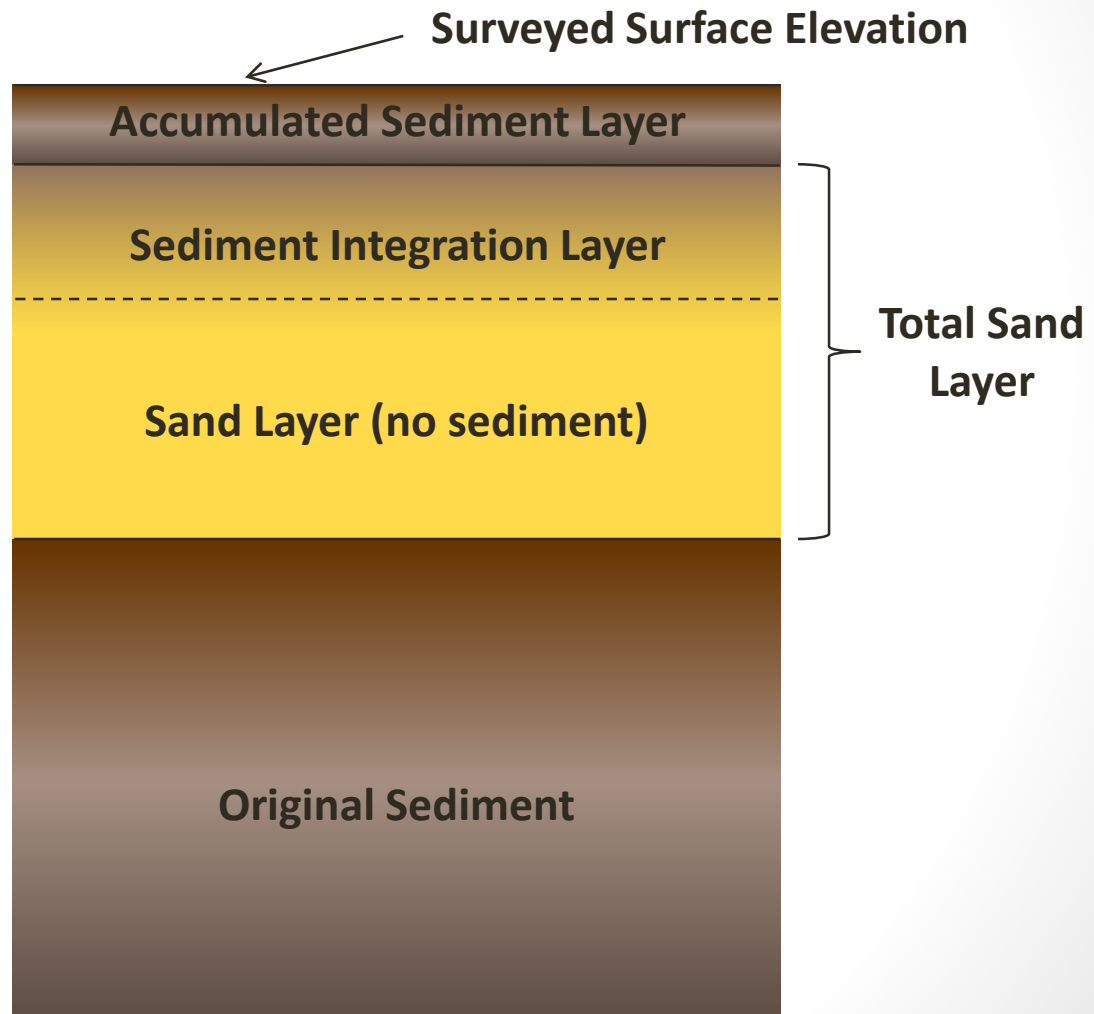 Surveyed Surface Elevation
Accumulated Sediment Layer
Sediment Integration Layer
Total Sand
Layer
Sand Layer (no sediment)
Original Sediment